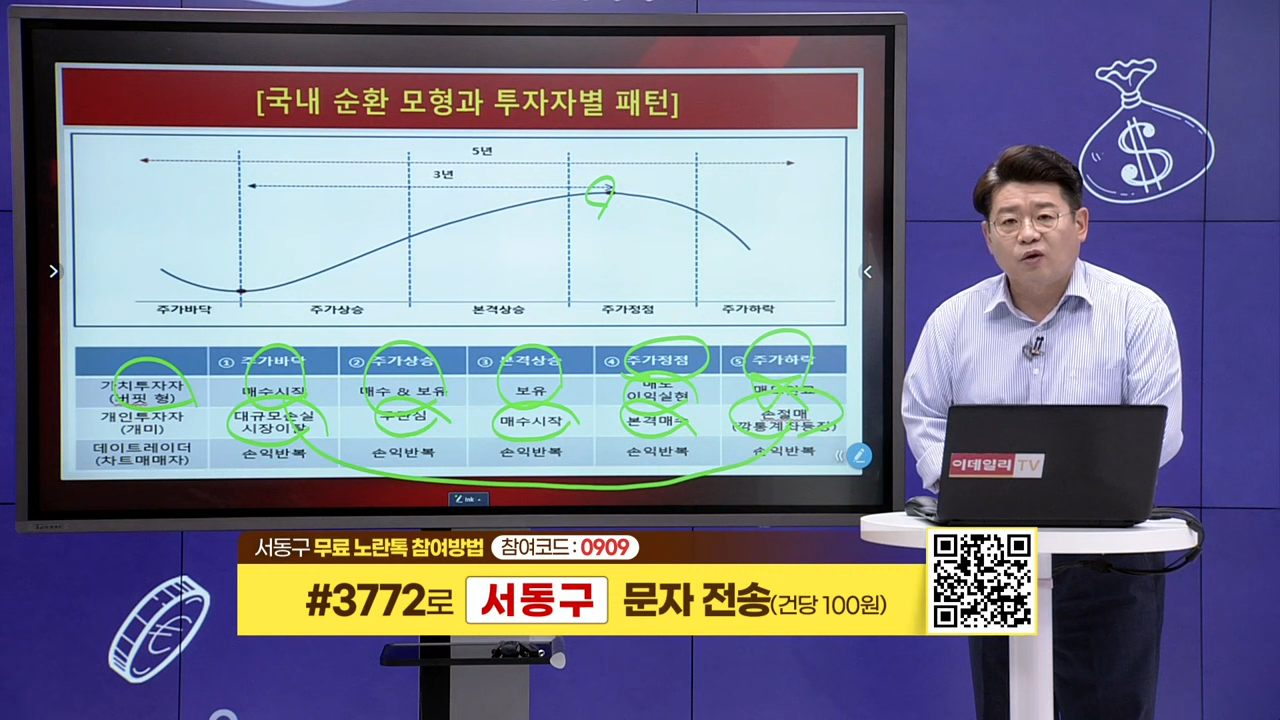 [국내 순환 모형과 투자자별 패턴]
5년
3년
주가바닥 주가상승 본격상승 주가정점 주가하락
① 주가바닥 ② 주가상승 ③ 본격상승 ④ 주가정점 ⑤ 주가하락
가치투자자 (버핏 형) 매수시작 매수 & 보유 보유 매도 이익실현
개인투자자 (개미) 대규모손실 시장이탈 무관심 매수시작 본격매수 손절매 (깡통계좌등장)
데이트레이더 (차트매매자) 손익반복 손익반복 손익반복 손익반복 손익반복
Ink
이데일리TV
서동구 무료 노란톡 참여방법 참여코드 : 0909
#3772로 서동구 문자 전송(건당 100원)